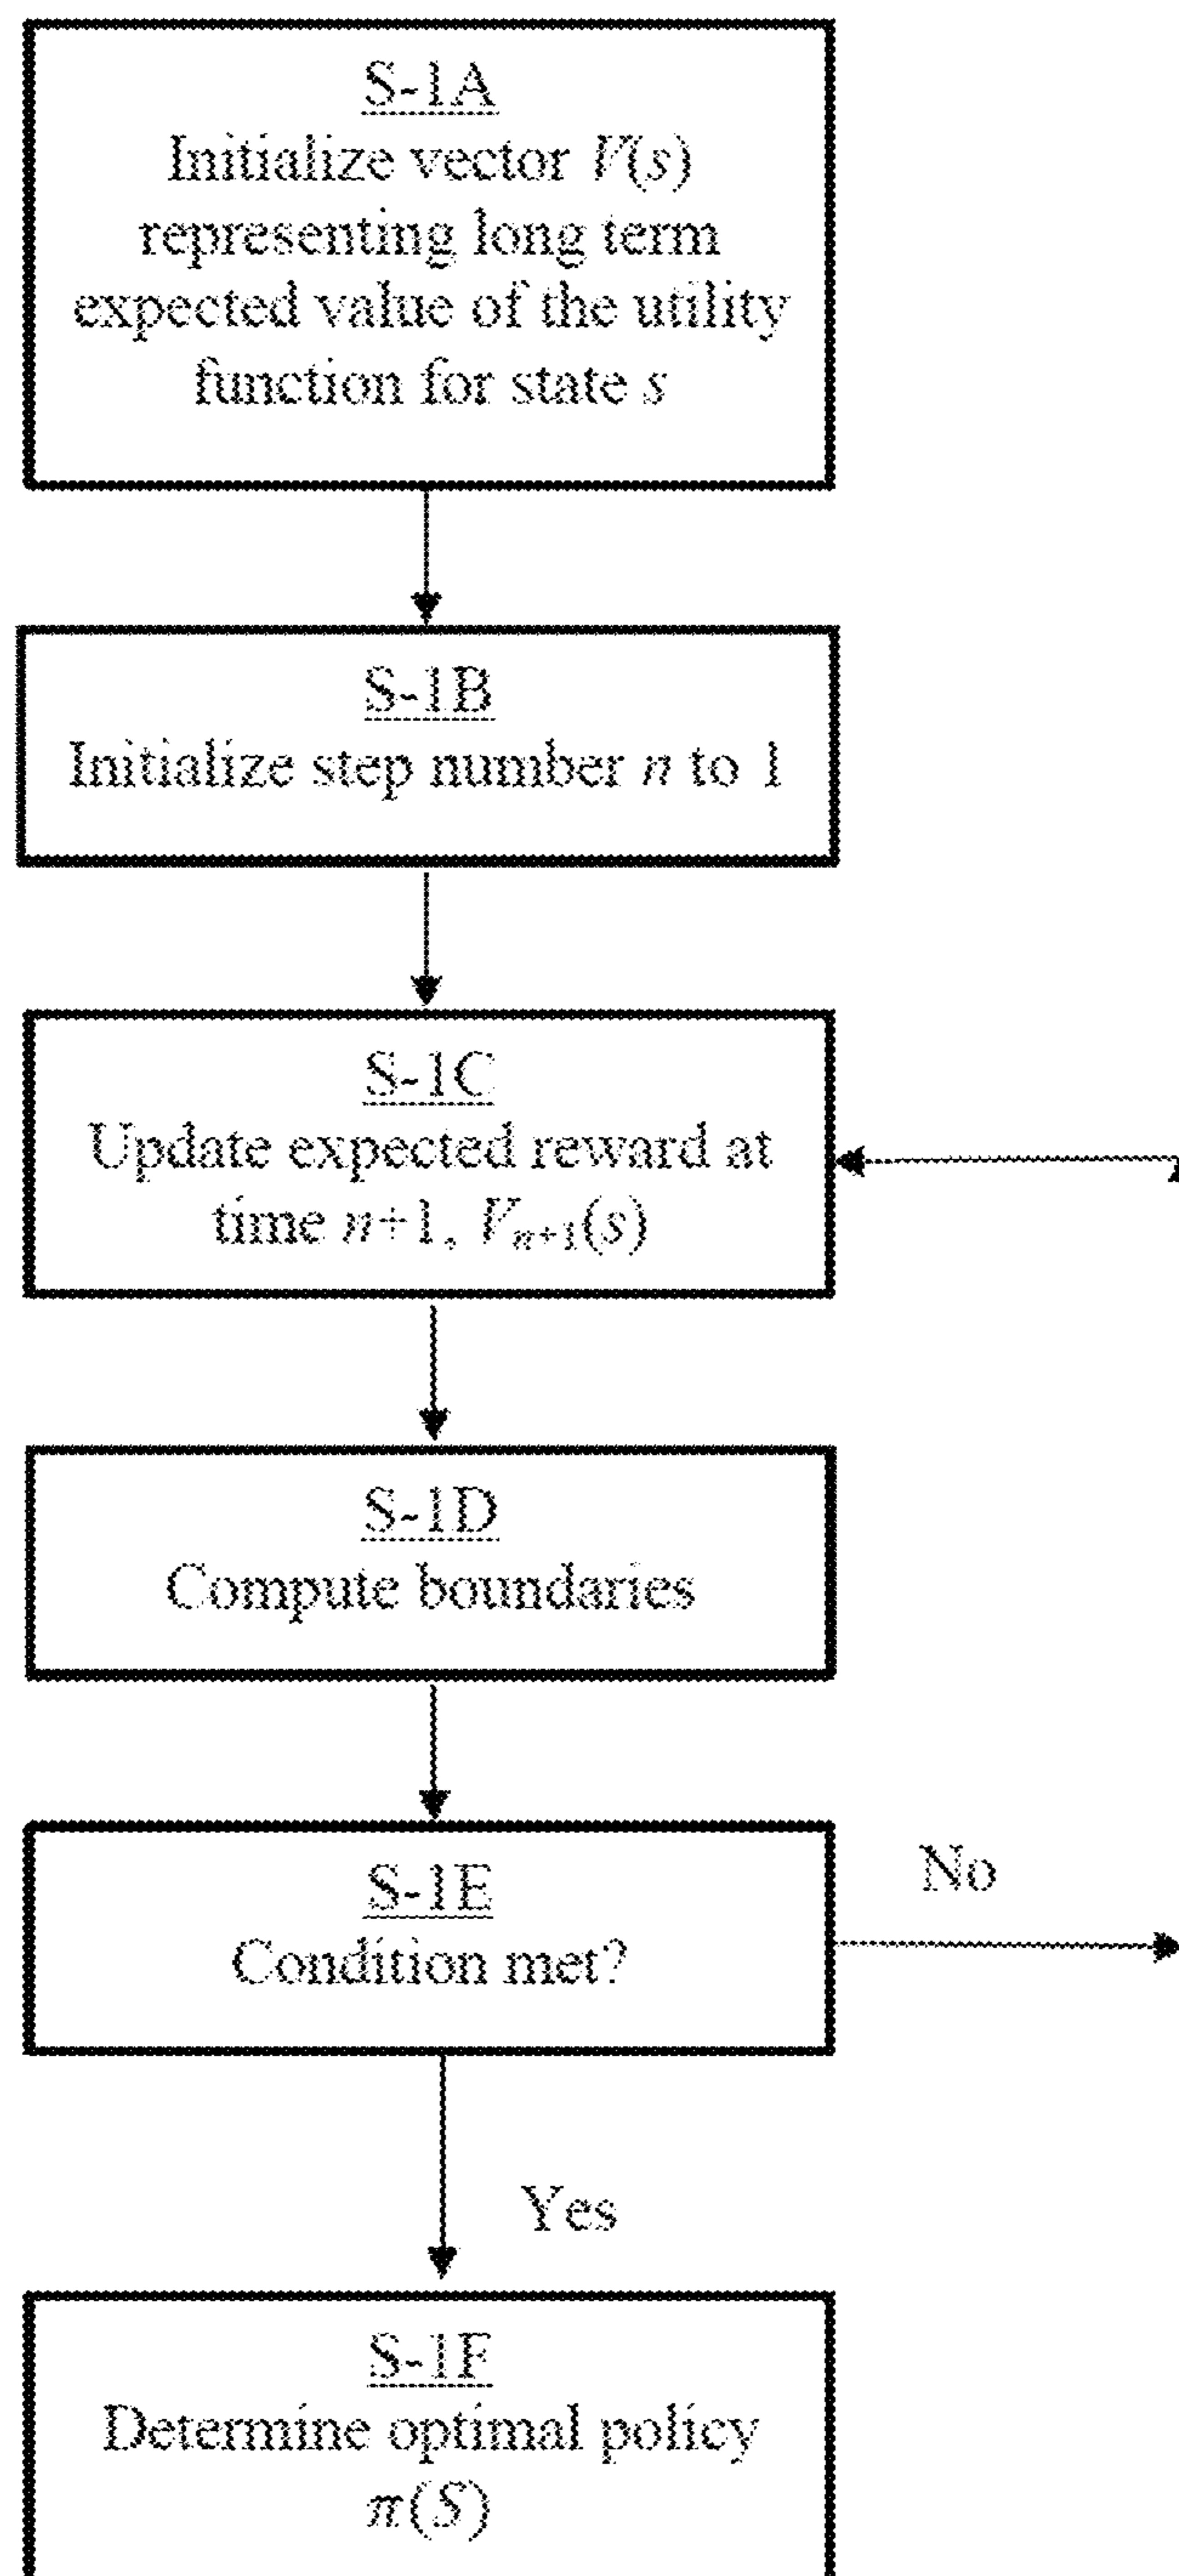 S-1A
Initialize vector V(s)
representing long term
expected value of the utility
function for state s
S-1B
Initialize step number n to 1
S-1C
Update expected reward at
time n+1, Vn+1(s)
S-1D
Compute boundaries
S-1E
Condition met?
No
Yes
S-1F
Determine optimal policy
π(S)